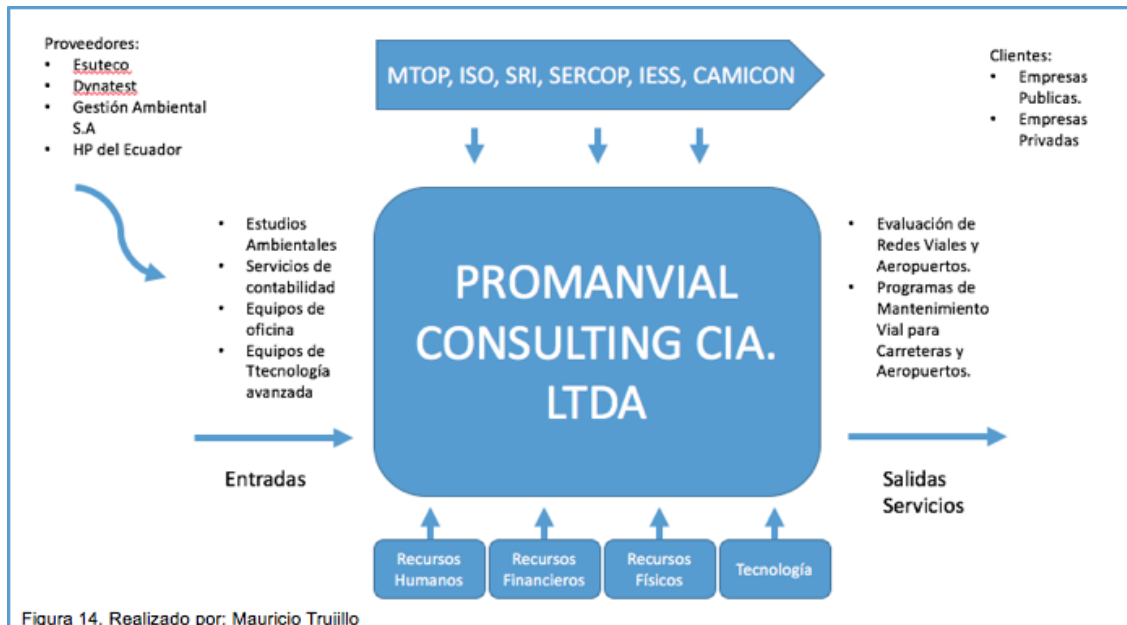 Proveedores:
• Esuteco
• Dynatest
• Gestión Ambiental
S.A
• HP del Ecuador
MTOP, ISO, SRI, SERCOP, IESS, CAMICON
Clientes:
• Empresas
Publicas.
• Empresas
Privadas
• Estudios
Ambientales
• Servicios de
contabilidad
• Equipos de
oficina
• Equipos de
Ttecnología
avanzada
Entradas
PROMANVIAL
CONSULTING CIA.
LTDA
• Evaluación de
Redes Viales y
Aeropuertos.
• Programas de
Mantenimiento
Vial para
Carreteras y
Aeropuertos.
Salidas
Servicios
Recursos
Humanos
Recursos
Financieros
Recursos
Físicos
Tecnología
Figura 14. Realizado por: Mauricio Trujillo